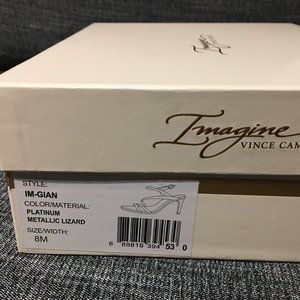 Imagine
VINCE CAM
STYLE:
IM-GIAN
COLOR/MATERIAL:
PLATINUM
METALLIC LIZARD
SIZE/WIDTH:
8M
8 89816 394 53 0